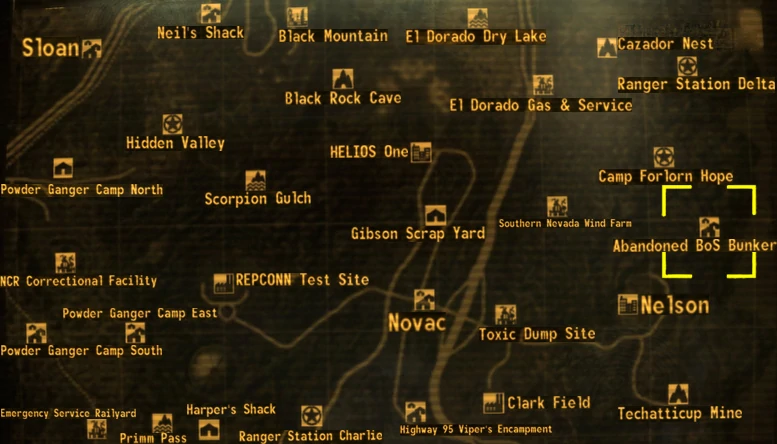 Neil's Shack
Black Mountain
El Dorado Dry Lake
Sloan
Cazador Nest
Ranger Station Delta
Black Rock Cave
El Dorado Gas & Service
Hidden Valley
HELIOS One
Camp Forlorn Hope
Powder Ganger Camp North
Scorpion Gulch
Southern Nevada Wind Farm
Gibson Scrap Yard
Abandoned BoS Bunker
NCR Correctional Facility
REPCONN Test Site
Powder Ganger Camp East
Nelson
Novac
Toxic Dump Site
Powder Ganger Camp South
Clark Field
Emergency Service Railyard
Harper's Shack
Techatticup Mine
Primm Pass
Ranger Station Charlie
Highway 95 Viper's Encampment